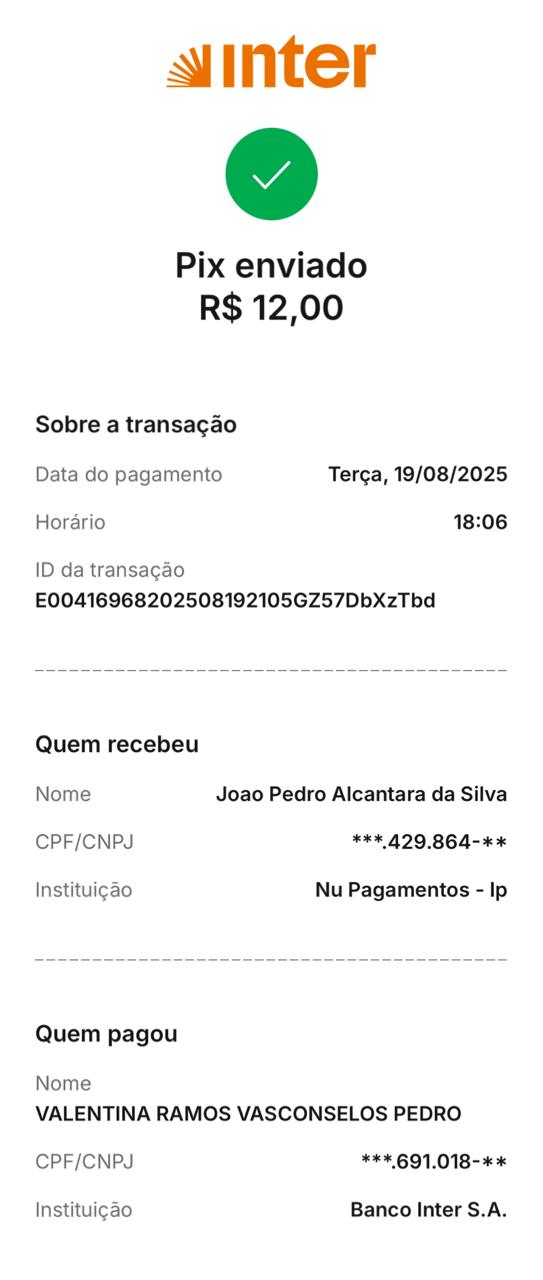 inter
Pix enviado
R$ 12,00
Sobre a transação
Data do pagamento Terça, 19/08/2025
Horário 18:06
ID da transação
E00416968202508192105GZ57DbXzTbd
Quem recebeu
Nome Joao Pedro Alcantara da Silva
CPF/CNPJ ***.429.864-**
Instituição Nu Pagamentos - Ip
Quem pagou
Nome
VALENTINA RAMOS VASCONSELOS PEDRO
CPF/CNPJ ***.691.018-**
Instituição Banco Inter S.A.